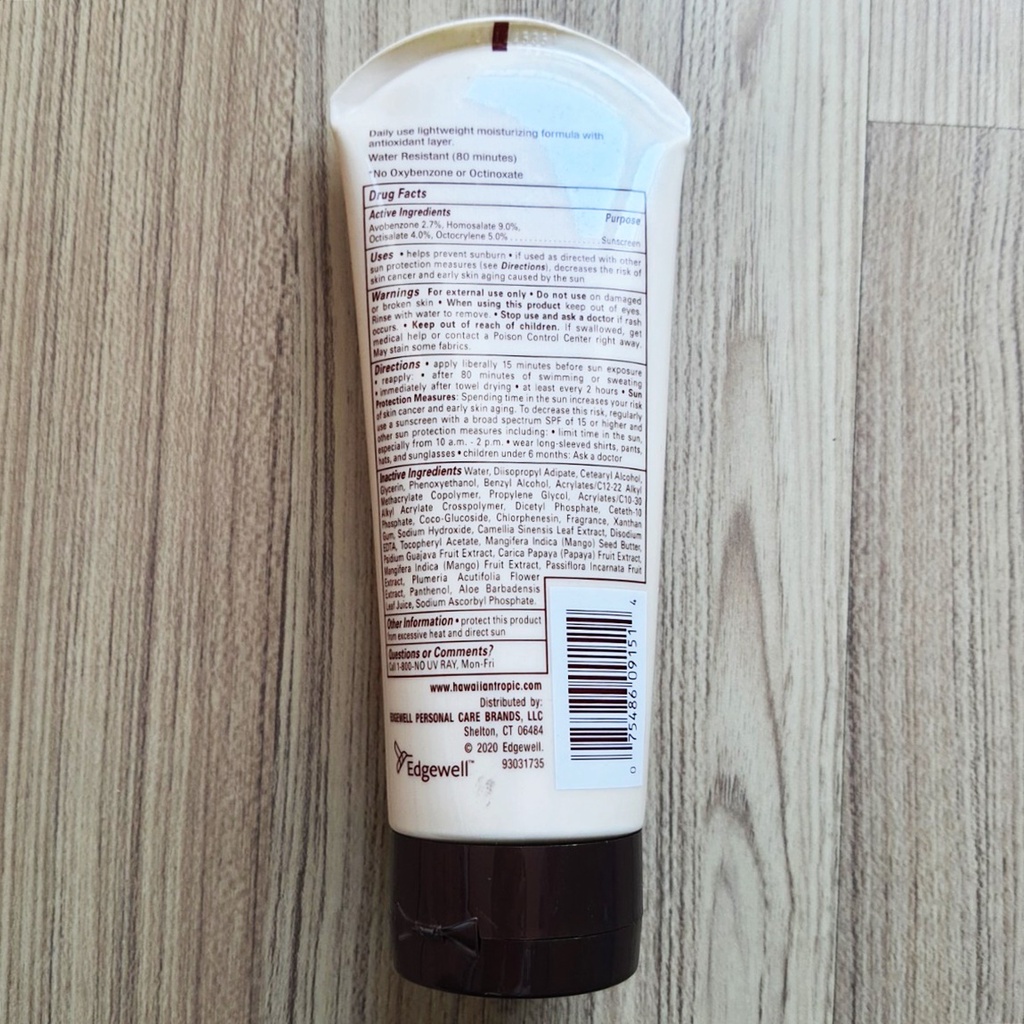 Daily use lightweight moisturizing formula with
antioxidant layer.
Water Resistant (80 minutes)
*No Oxybenzone or Octinoxate
Drug Facts
Active Ingredients Purpose
Avobenzone 2.7%, Homosalate 9.0%,
Octisalate 4.0%, Octocrylene 5.0% ..................... Sunscreen
Uses • helps prevent sunburn • if used as directed with other
sun protection measures (see Directions), decreases the risk of
skin cancer and early skin aging caused by the sun
Warnings For external use only • Do not use on damaged
or broken skin • When using this product keep out of eyes.
Rinse with water to remove. • Stop use and ask a doctor if rash
occurs. • Keep out of reach of children. If swallowed, get
medical help or contact a Poison Control Center right away.
May stain some fabrics.
Directions • apply liberally 15 minutes before sun exposure
• reapply: • after 80 minutes of swimming or sweating
• immediately after towel drying • at least every 2 hours • Sun
Protection Measures: Spending time in the sun increases your risk
of skin cancer and early skin aging. To decrease this risk, regularly
use a sunscreen with a broad spectrum SPF of 15 or higher and
other sun protection measures including: • limit time in the sun,
especially from 10 a.m. - 2 p.m. • wear long-sleeved shirts, pants,
hats, and sunglasses • children under 6 months: Ask a doctor
Inactive Ingredients Water, Diisopropyl Adipate, Cetearyl Alcohol,
Glycerin, Phenoxyethanol, Benzyl Alcohol, Acrylates/C12-22 Alkyl
Methacrylate Copolymer, Propylene Glycol, Acrylates/C10-30
Alkyl Acrylate Crosspolymer, Dicetyl Phosphate, Ceteth-10
Phosphate, Coco-Glucoside, Chlorphenesin, Fragrance, Xanthan
Gum, Sodium Hydroxide, Camellia Sinensis Leaf Extract, Disodium
EDTA, Tocopheryl Acetate, Mangifera Indica (Mango) Seed Butter,
Psidium Guajava Fruit Extract, Carica Papaya (Papaya) Fruit Extract,
Mangifera Indica (Mango) Fruit Extract, Passiflora Incarnata Fruit
Extract, Plumeria Acutifolia Flower
Extract, Panthenol, Aloe Barbadensis
Leaf Juice, Sodium Ascorbyl Phosphate.
Other Information • protect this product
from excessive heat and direct sun
Questions or Comments?
Call 1-800-NO UV RAY, Mon-Fri
www.hawaiiantropic.com
Distributed by:
EDGEWELL PERSONAL CARE BRANDS, LLC
Shelton, CT 06484
© 2020 Edgewell.
93031735
Edgewell™
0 75486 09151 4